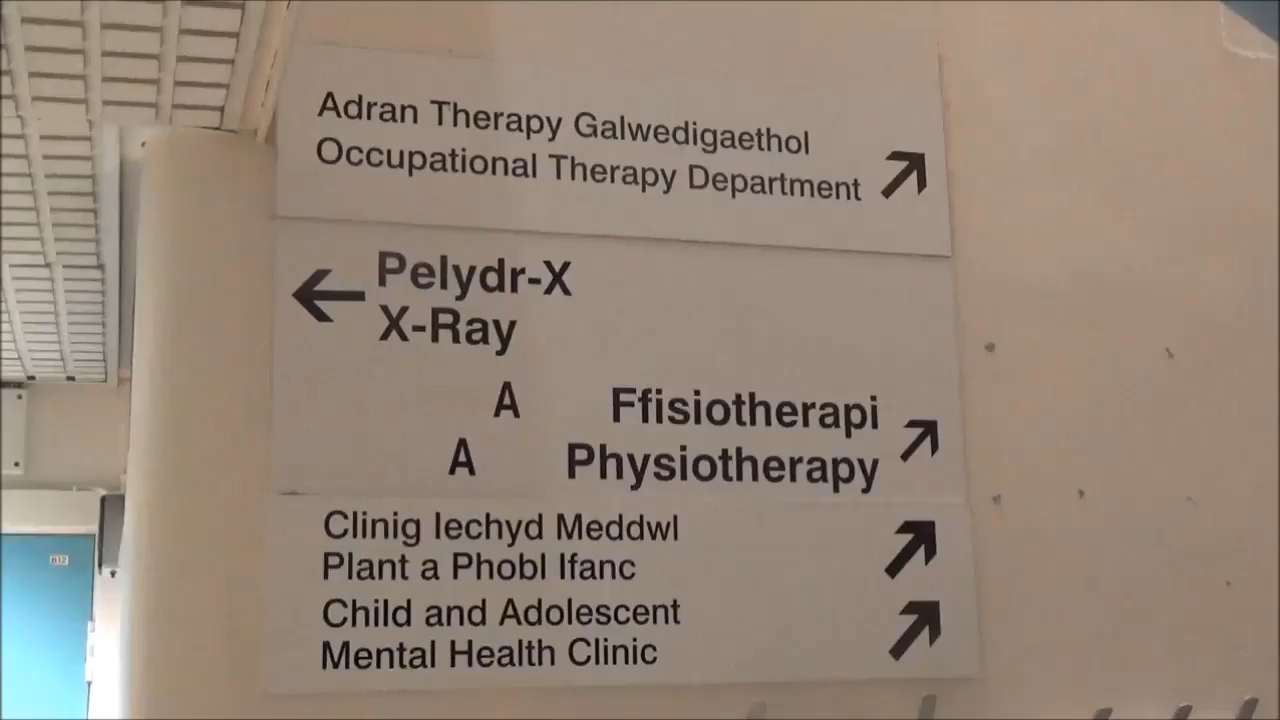 Adran Therapy Galwedigaethol
Occupational Therapy Department
Pelydr-X
X-Ray
A Ffisiotherapi
A Physiotherapy
Clinig Iechyd Meddwl
Plant a Phobl Ifanc
Child and Adolescent
Mental Health Clinic